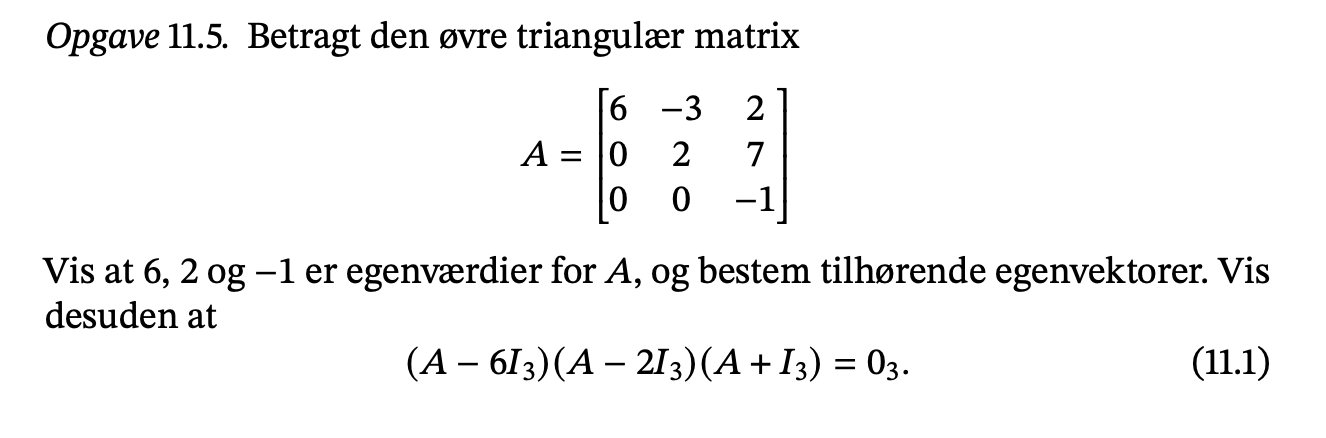 Opgave 11.5. Betragt den øvre triangulær matrix
A = [6 −3 2
0 2 7
0 0 −1]
Vis at 6, 2 og −1 er egenværdier for A, og bestem tilhørende egenvektorer. Vis
desuden at
(A − 6I₃)(A − 2I₃)(A + I₃) = 0₃. (11.1)